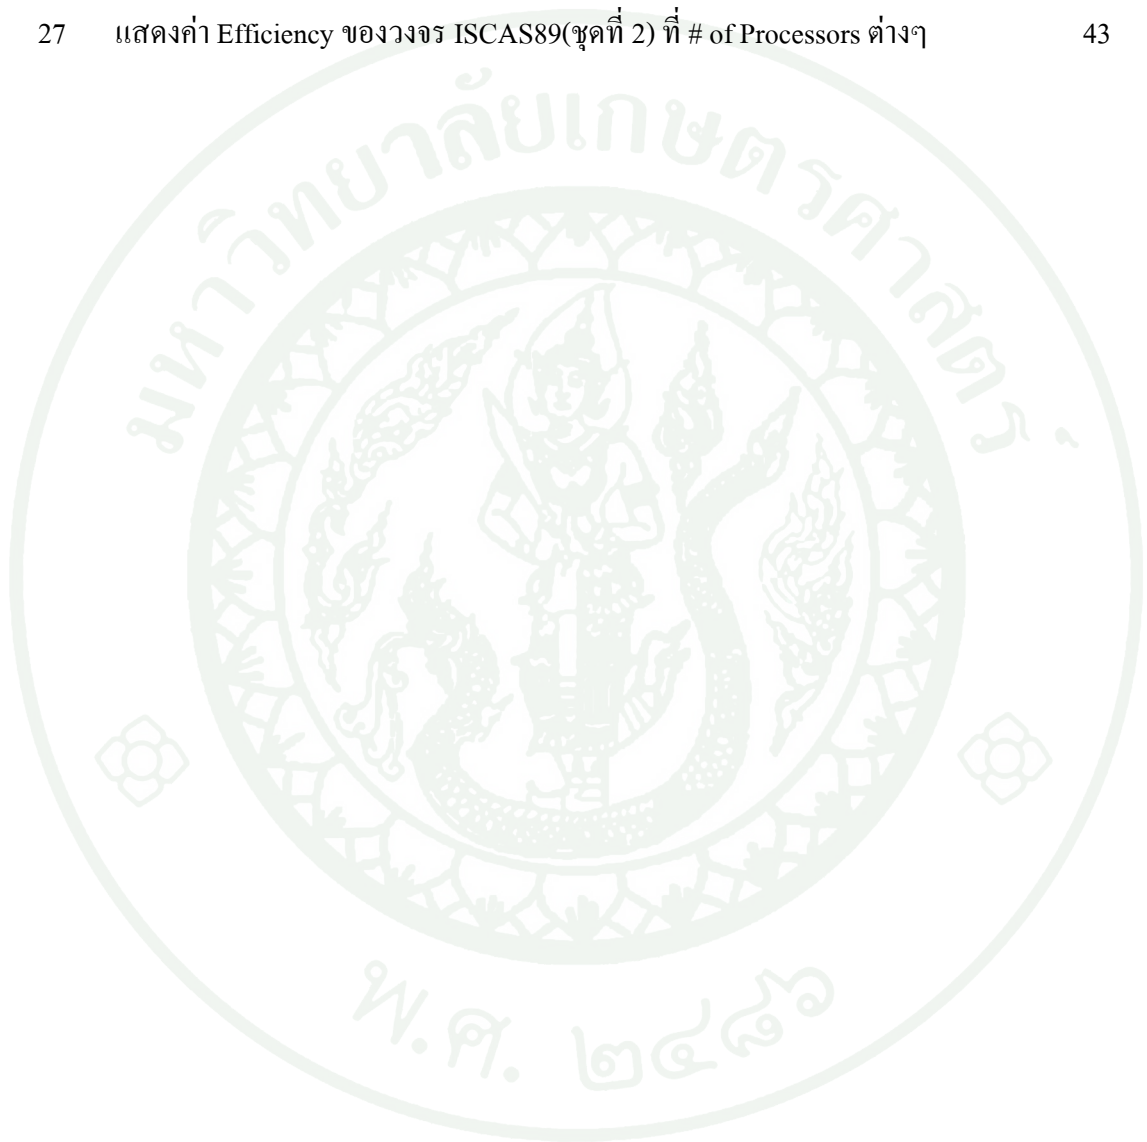 27 แสดงค่า Efficiency ของวงจร ISCAS89(ชุดที่ 2) ที่ # of Processors ต่างๆ 43
มหาวิทยาลัยเกษตรศาสตร์
พ.ศ. ๒๔๘๖